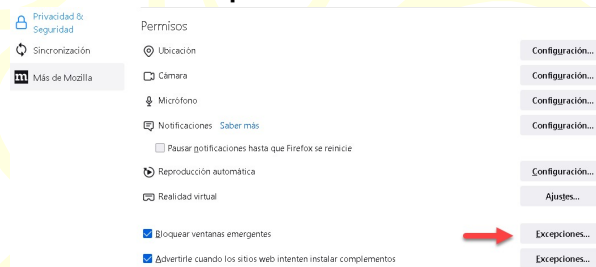 Privacidad &
Seguridad
Permisos
Sincronización
Ubicación
Configuración...
Más de Mozilla
Cámara
Configuración...
Micrófono
Configuración...
Notificaciones Saber más
Configuración...
Pausar notificaciones hasta que Firefox se reinicie
Reproducción automática
Configuración...
Realidad virtual
Ajustes...
Bloquear ventanas emergentes
Excepciones...
Advertirle cuando los sitios web intenten instalar complementos
Excepciones...